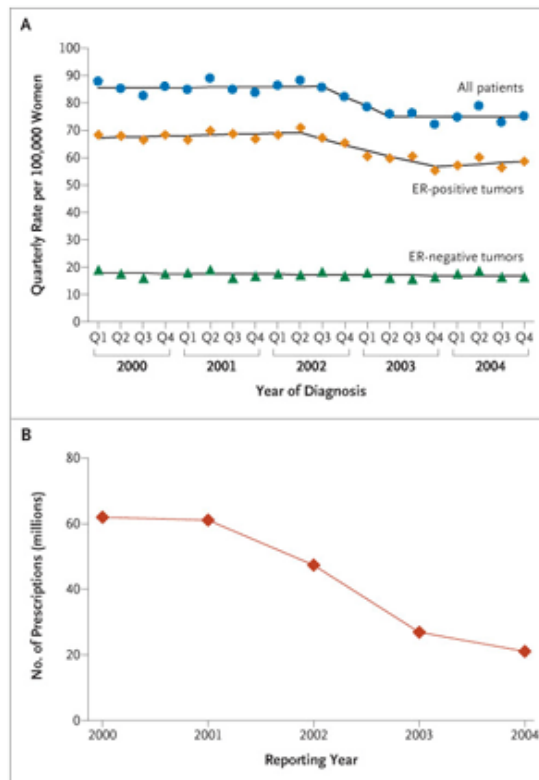 A
100
90
80
70
60
50
40
30
20
10
0
Quarterly Rate per 100,000 Women
All patients
ER-positive tumors
ER-negative tumors
Q1 Q2 Q3 Q4 Q1 Q2 Q3 Q4 Q1 Q2 Q3 Q4 Q1 Q2 Q3 Q4 Q1 Q2 Q3 Q4
2000 2001 2002 2003 2004
Year of Diagnosis
B
80
60
40
20
0
No. of Prescriptions (millions)
2000 2001 2002 2003 2004
Reporting Year